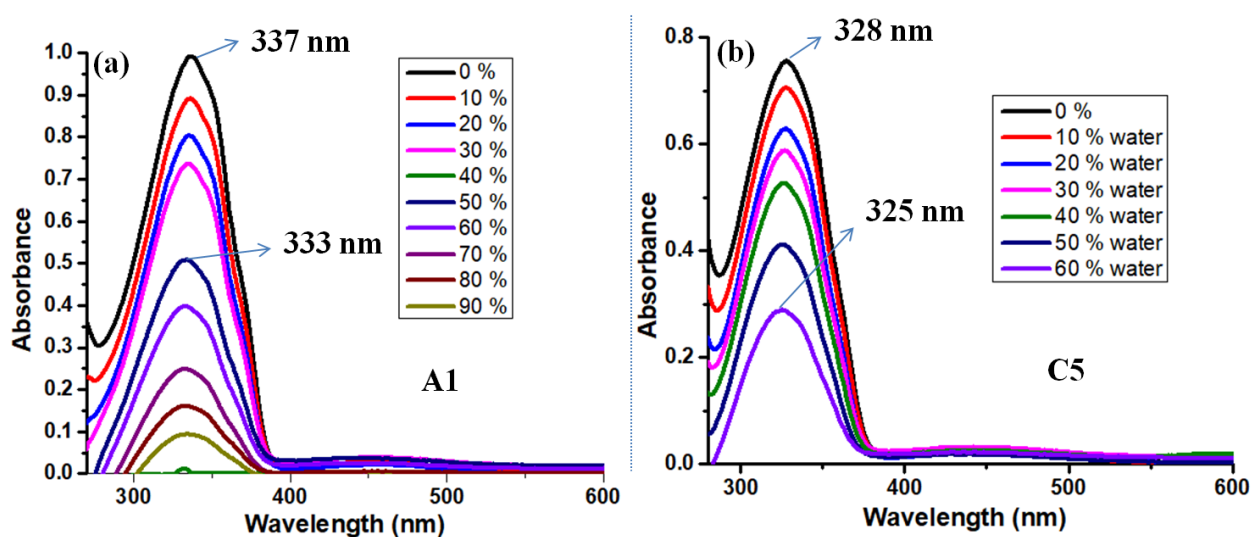 (a)
337 nm
333 nm
A1
0 %
10 %
20 %
30 %
40 %
50 %
60 %
70 %
80 %
90 %
Absorbance
1.0
0.9
0.8
0.7
0.6
0.5
0.4
0.3
0.2
0.1
0.0
300 400 500 600
Wavelength (nm)
(b)
328 nm
325 nm
C5
0 %
10 % water
20 % water
30 % water
40 % water
50 % water
60 % water
Absorbance
0.8
0.6
0.4
0.2
0.0
300 400 500 600
Wavelength (nm)